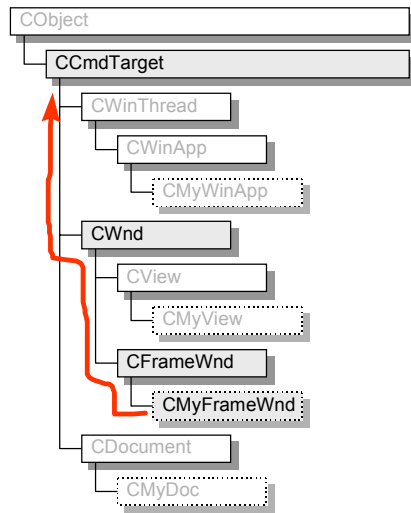 CObject
CCmdTarget
CWinThread
CWinApp
CMyWinApp
CWnd
CView
CMyView
CFrameWnd
CMyFrameWnd
CDocument
CMyDoc